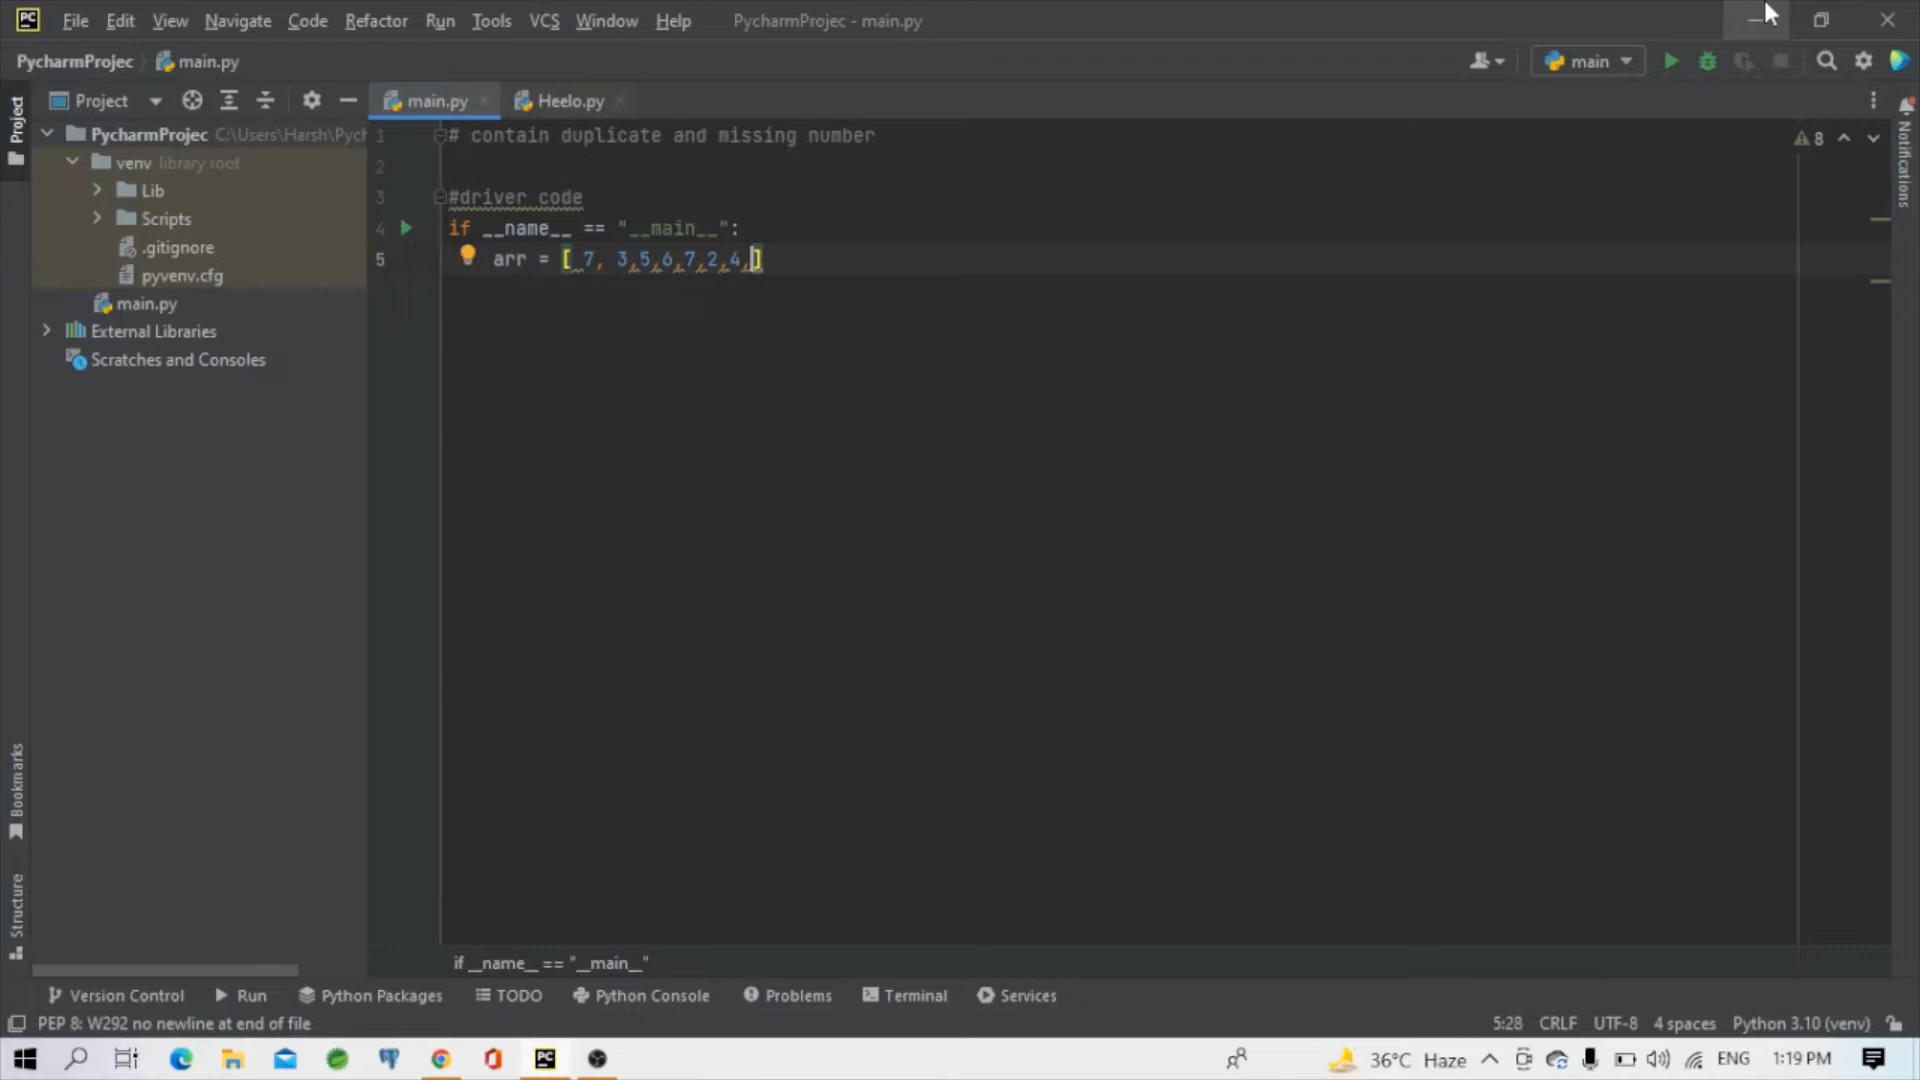 PC File Edit View Navigate Code Refactor Run Tools VCS Window Help PycharmProjec - main.py
PycharmProjec main.py main
Project main.py Heelo.py
PycharmProjec C:\Users\Harsh\Pych
venv library root
Lib
Scripts
.gitignore
pyvenv.cfg
main.py
External Libraries
Scratches and Consoles
1 # contain duplicate and missing number
2
3 #driver code
4 if __name__ == "__main__":
5 arr = [ 7, 3,5,6,7,2,4,]
8
Project
Bookmarks
Structure
Notifications
if __name__ == "__main__"
Version Control Run Python Packages TODO Python Console Problems Terminal Services
PEP 8: W292 no newline at end of file 5:28 CRLF UTF-8 4 spaces Python 3.10 (venv)
PC 36°C Haze ENG 1:19 PM